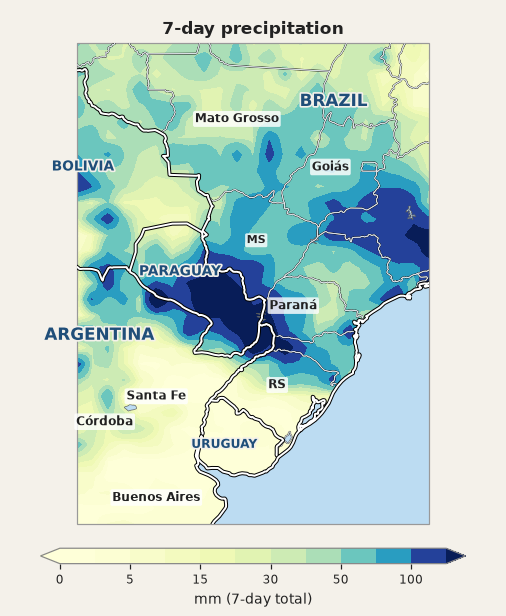 7-day precipitation
BRAZIL
Mato Grosso
BOLIVIA
Goiás
MS
PARAGUAY
Paraná
ARGENTINA
RS
Santa Fe
Córdoba
URUGUAY
Buenos Aires
0 5 15 30 50 100
mm (7-day total)